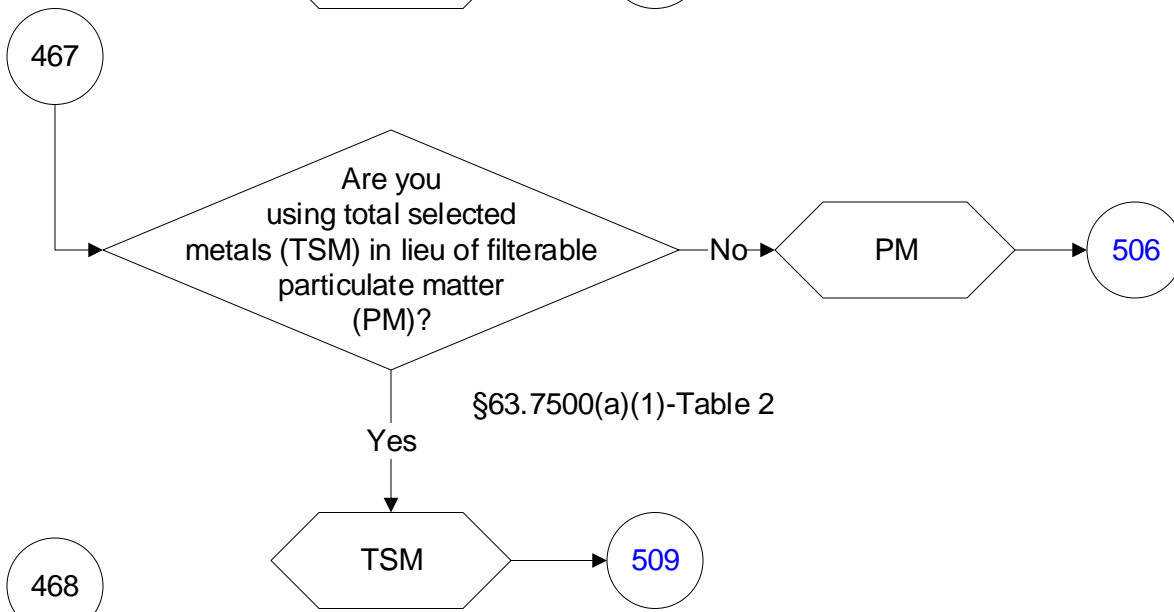 467
Are you
using total selected
metals (TSM) in lieu of filterable
particulate matter
(PM)?
No
PM
506
§63.7500(a)(1)-Table 2
Yes
TSM
509
468